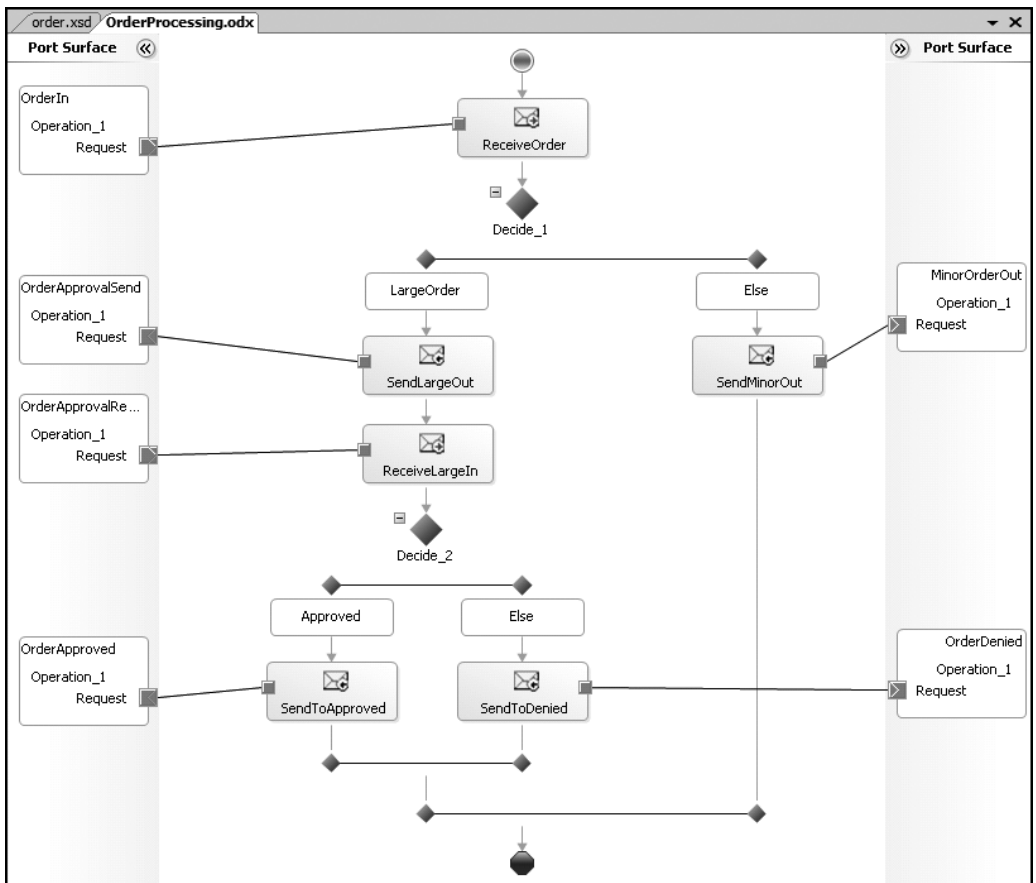 order.xsd
OrderProcessing.odx
Port Surface
Port Surface
OrderIn
Operation_1
Request
ReceiveOrder
Decide_1
OrderApprovalSend
Operation_1
Request
LargeOrder
Else
MinorOrderOut
Operation_1
Request
SendLargeOut
SendMinorOut
OrderApprovalRe...
Operation_1
Request
ReceiveLargeIn
Decide_2
Approved
Else
OrderApproved
Operation_1
Request
SendToApproved
SendToDenied
OrderDenied
Operation_1
Request